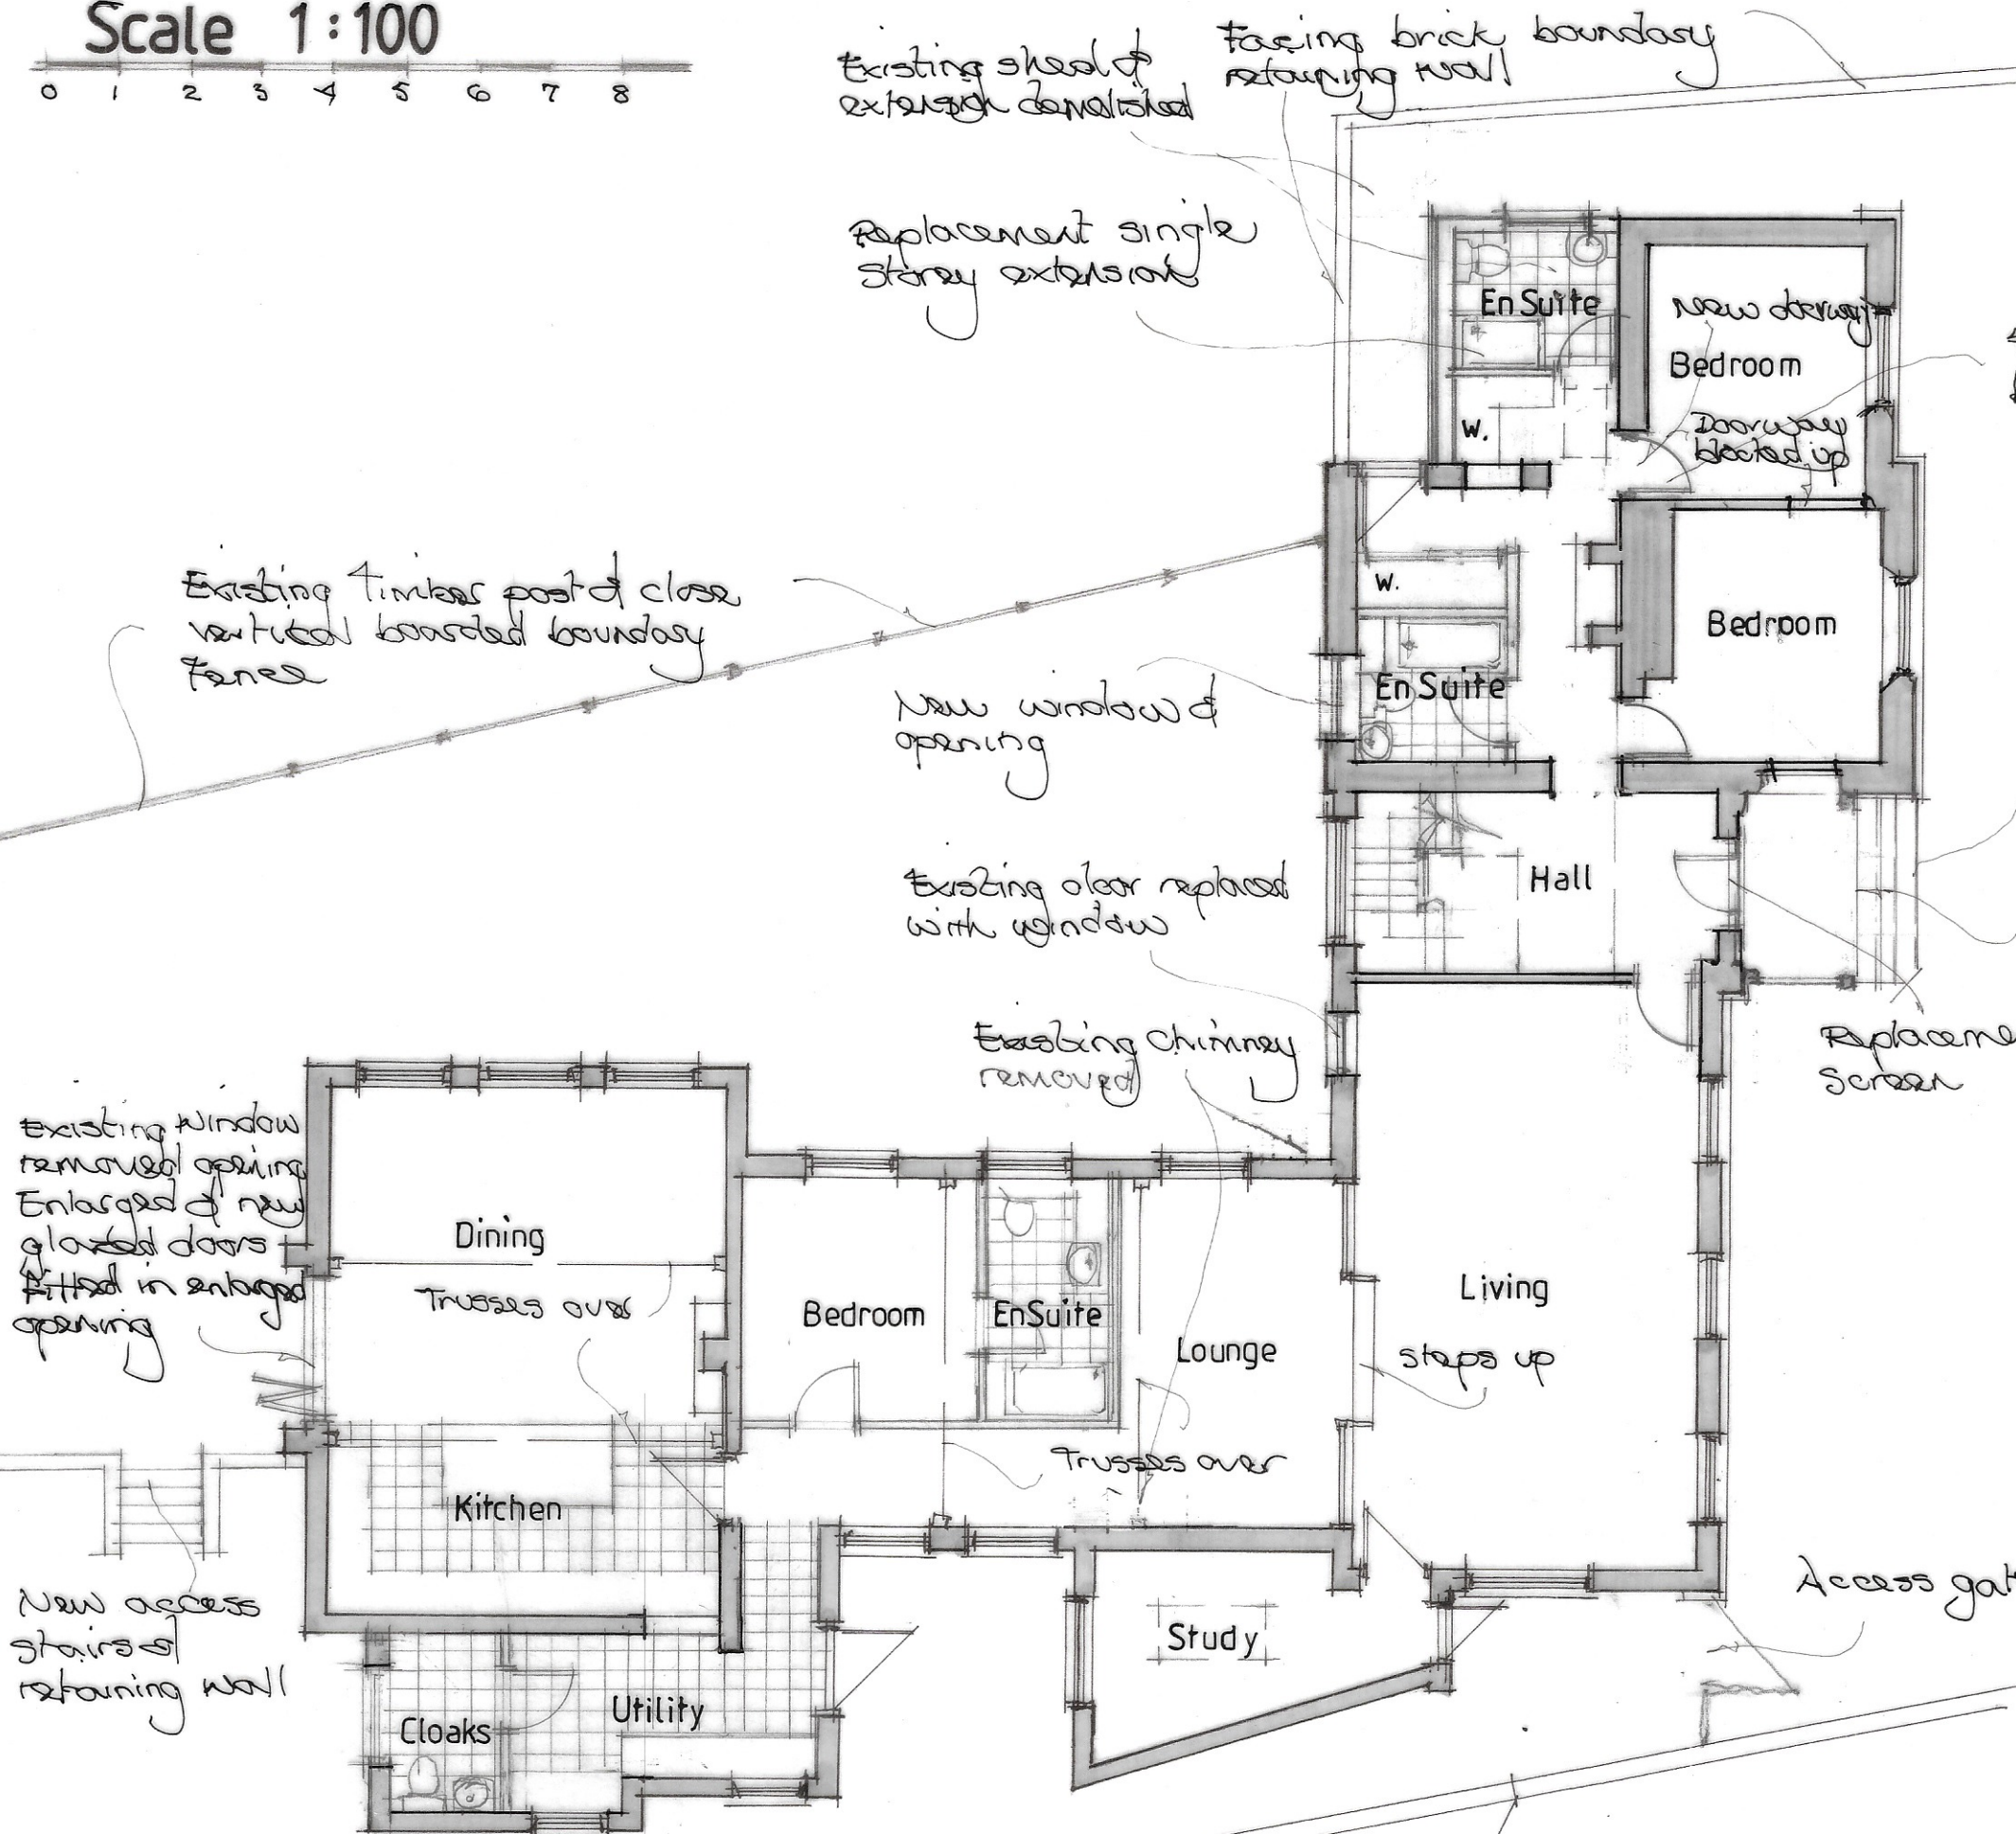 Scale 1:100
0 1 2 3 4 5 6 7 8
Existing shed &
extension demolished
Facing brick boundary
retaining wall
Replacement single
storey extension
En Suite
New doorway
Bedroom
Doorway
blocked up
W.
Existing timber post & close
vertical boarded boundary
fence
W.
Bedroom
En Suite
New window &
opening
Hall
Existing door replaced
with window
Existing chimney
removed
Replaceme
Screen
Existing window
removed opening
Enlarged & new
glazed doors
fitted in enlarged
opening
Dining
Trusses over
Bedroom
EnSuite
Lounge
Living
steps up
Trusses over
Kitchen
New access
stairs &
retaining wall
Access gat
Study
Utility
Cloaks